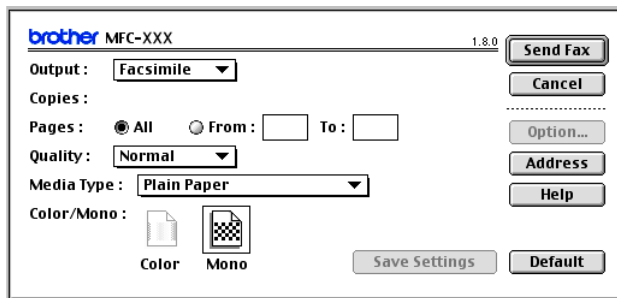 brother MFC-XXX 1.8.0 Send Fax
Output : Facsimile Cancel
Copies :
Pages : All From : To : Option...
Quality : Normal Address
Media Type : Plain Paper Help
Color/Mono :
Color Mono Save Settings Default